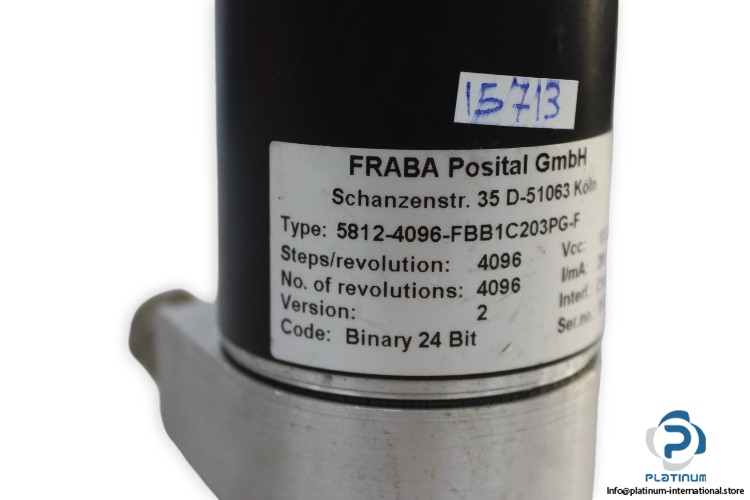 15713
FRABA Posital GmbH
Schanzenstr. 35 D-51063 Köln
Type: 5812-4096-FBB1C203PG-F
Steps/revolution: 4096 Vcc:
No. of revolutions: 4096 I/mA:
Version: 2 Interf.:
Code: Binary 24 Bit Ser.no.
PLATINUM
Info@platinum-international.store